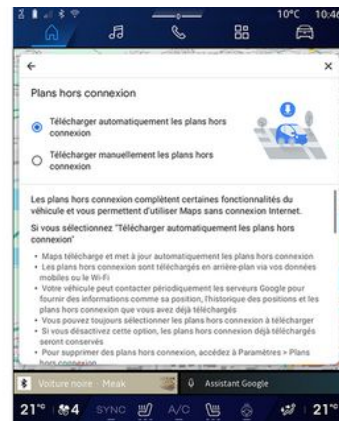 10°C 10:46
Plans hors connexion
Télécharger automatiquement les plans hors
connexion
Télécharger manuellement les plans hors
connexion
Les plans hors connexion complètent certaines fonctionnalités du
véhicule et vous permettent d'utiliser Maps sans connexion Internet.
Si vous sélectionnez "Télécharger automatiquement les plans hors
connexion"
• Maps télécharge et met à jour automatiquement les plans hors connexion
• Les plans hors connexion sont téléchargés en arrière-plan via vos données
mobiles ou le Wi-Fi
• Votre véhicule peut contacter périodiquement les serveurs Google pour
fournir des informations comme sa position, l'historique des positions et les
plans hors connexion que vous avez déjà téléchargés
• Vous pouvez toujours sélectionner les plans hors connexion à télécharger
• Si vous désactivez cette option, les plans hors connexion déjà téléchargés
seront conservés
• Pour supprimer des plans hors connexion, accédez à Paramètres > Plans
hors connexion
Voiture noire · Meak
Assistant Google
21°C 4 SYNC A/C 21°C